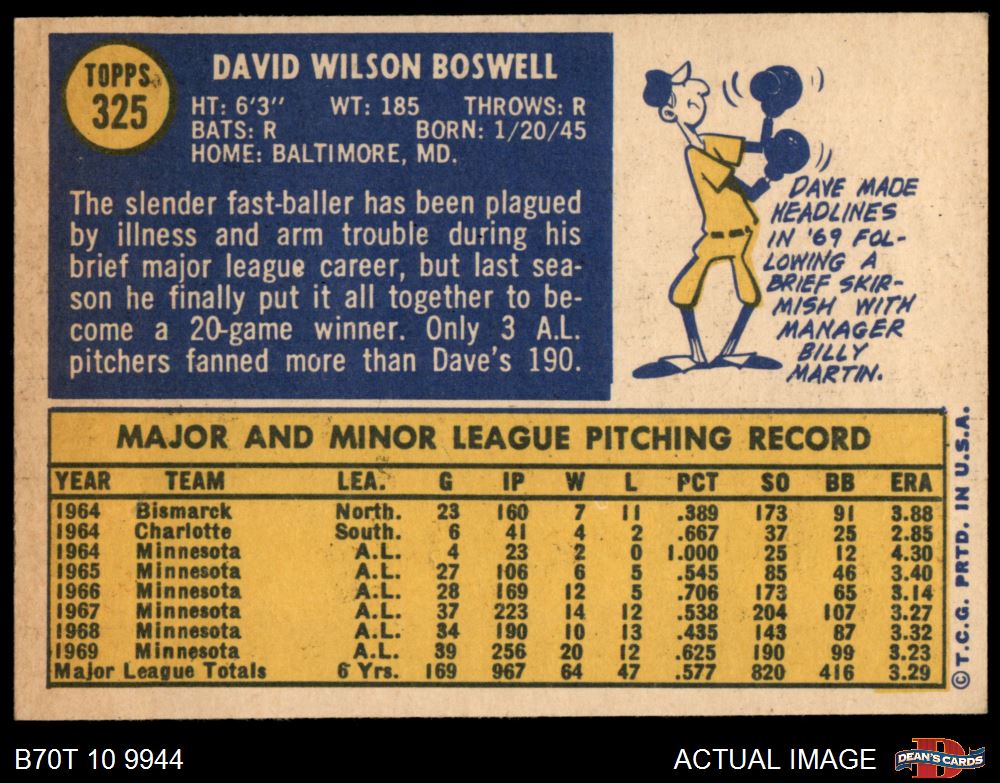 TOPPS
325
DAVID WILSON BOSWELL
HT: 6'3" WT: 185 THROWS: R
BATS: R BORN: 1/20/45
HOME: BALTIMORE, MD.
The slender fast-baller has been plagued
by illness and arm trouble during his
brief major league career, but last sea-
son he finally put it all together to be-
come a 20-game winner. Only 3 A.L.
pitchers fanned more than Dave's 190.
DAVE MADE
HEADLINES
IN '69 FOL-
LOWING A
BRIEF SKIR-
MISH WITH
MANAGER
BILLY
MARTIN.
MAJOR AND MINOR LEAGUE PITCHING RECORD
YEAR TEAM LEA. G IP W L PCT SO BB ERA
1964 Bismarck North. 23 160 7 11 .389 173 91 3.88
1964 Charlotte South. 6 41 4 2 .667 37 25 2.85
1964 Minnesota A.L. 4 23 2 0 1.000 25 12 4.30
1965 Minnesota A.L. 27 106 6 5 .545 85 46 3.40
1966 Minnesota A.L. 28 169 12 5 .706 173 65 3.14
1967 Minnesota A.L. 37 223 14 12 .538 204 107 3.27
1968 Minnesota A.L. 34 190 10 13 .435 143 87 3.32
1969 Minnesota A.L. 39 256 20 12 .625 190 99 3.23
Major League Totals 6 Yrs. 169 967 64 47 .577 820 416 3.29
©T.C.G. PRTD. IN U.S.A.
B70T 10 9944
ACTUAL IMAGE
D
DEAN'S CARDS